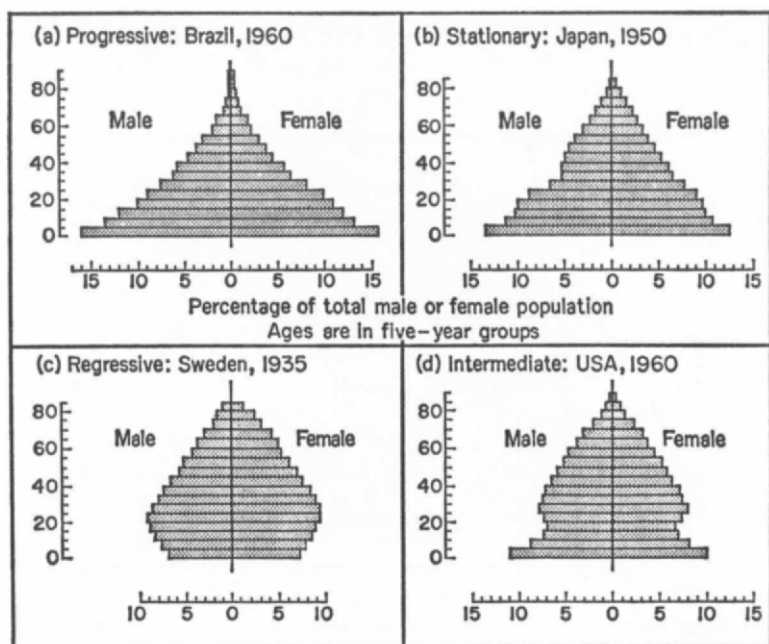 (a) Progressive: Brazil, 1960
80
60
40
20
0
Male
Female
15 10 5 0 5 10 15
(b) Stationary: Japan, 1950
80
60
40
20
0
Male
Female
15 10 5 0 5 10 15
Percentage of total male or female population
Ages are in five-year groups
(c) Regressive: Sweden, 1935
80
60
40
20
0
Male
Female
10 5 0 5 10
(d) Intermediate: USA, 1960
80
60
40
20
0
Male
Female
15 10 5 0 5 10 15